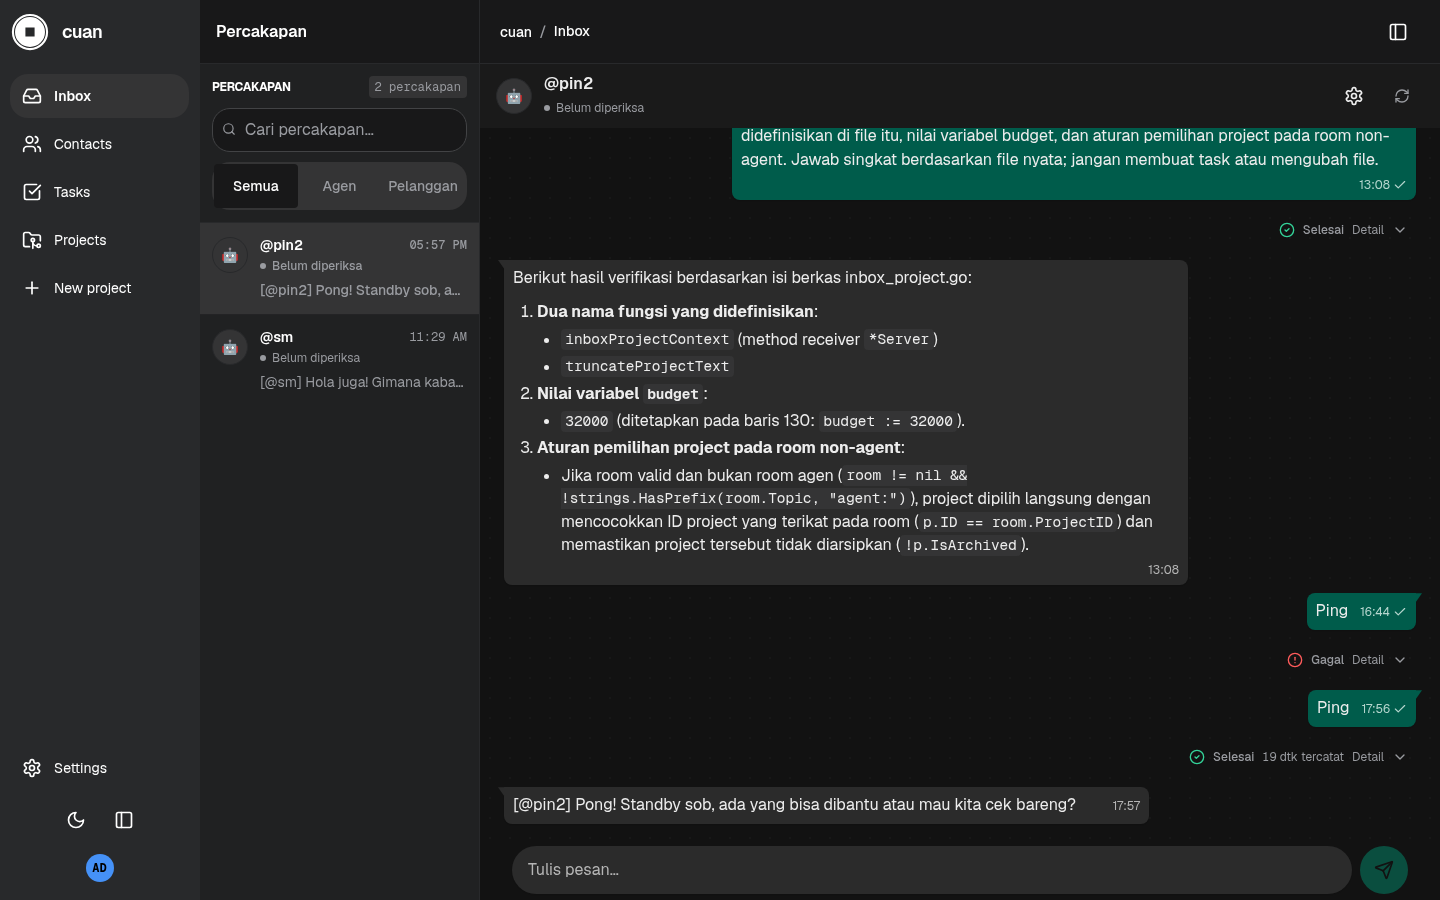 cuan
Inbox
Contacts
Tasks
Projects
New project
Settings
AD
Percakapan
PERCAKAPAN
2 percakapan
Cari percakapan...
Semua
Agen
Pelanggan
@pin2
05:57 PM
Belum diperiksa
[@pin2] Pong! Standby sob, a...
@sm
11:29 AM
Belum diperiksa
[@sm] Hola juga! Gimana kaba...
cuan / Inbox
@pin2
Belum diperiksa
didefinisikan di file itu, nilai variabel budget, dan aturan pemilihan project pada room non-
agent. Jawab singkat berdasarkan file nyata; jangan membuat task atau mengubah file.
13:08
Selesai Detail
Berikut hasil verifikasi berdasarkan isi berkas inbox_project.go:
1. Dua nama fungsi yang didefinisikan:
• inboxProjectContext (method receiver *Server)
• truncateProjectText
2. Nilai variabel budget:
• 32000 (ditetapkan pada baris 130: budget := 32000).
3. Aturan pemilihan project pada room non-agent:
• Jika room valid dan bukan room agen (room != nil &&
!strings.HasPrefix(room.Topic, "agent:")), project dipilih langsung dengan
mencocokkan ID project yang terikat pada room (p.ID == room.ProjectID) dan
memastikan project tersebut tidak diarsipkan (!p.IsArchived).
13:08
Ping 16:44
Gagal Detail
Ping 17:56
Selesai 19 dtk tercatat Detail
[@pin2] Pong! Standby sob, ada yang bisa dibantu atau mau kita cek bareng? 17:57
Tulis pesan...